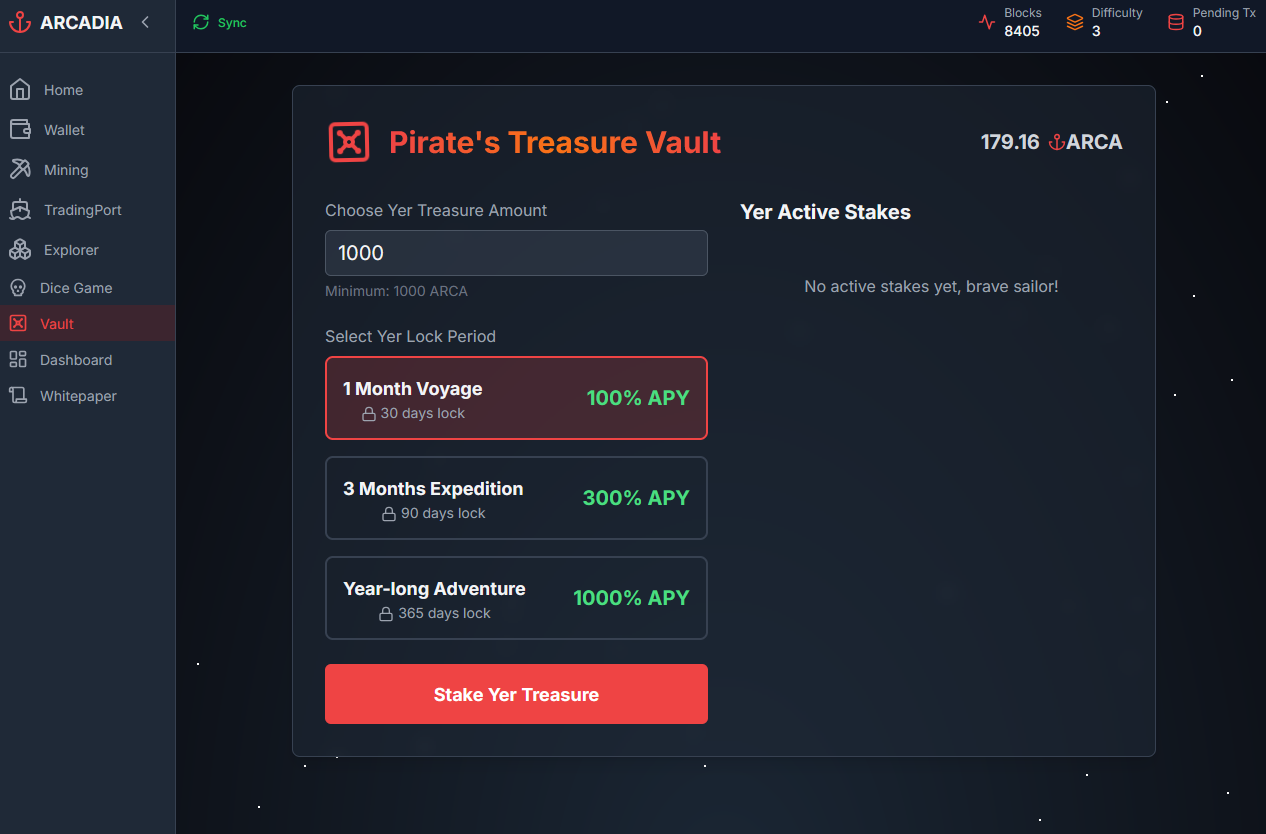 ARCADIA
Sync
Blocks
8405
Difficulty
3
Pending Tx
0
Home
Wallet
Mining
TradingPort
Explorer
Dice Game
Vault
Dashboard
Whitepaper
Pirate's Treasure Vault
179.16 ARCA
Choose Yer Treasure Amount
1000
Minimum: 1000 ARCA
Select Yer Lock Period
1 Month Voyage
30 days lock
100% APY
3 Months Expedition
90 days lock
300% APY
Year-long Adventure
365 days lock
1000% APY
Stake Yer Treasure
Yer Active Stakes
No active stakes yet, brave sailor!